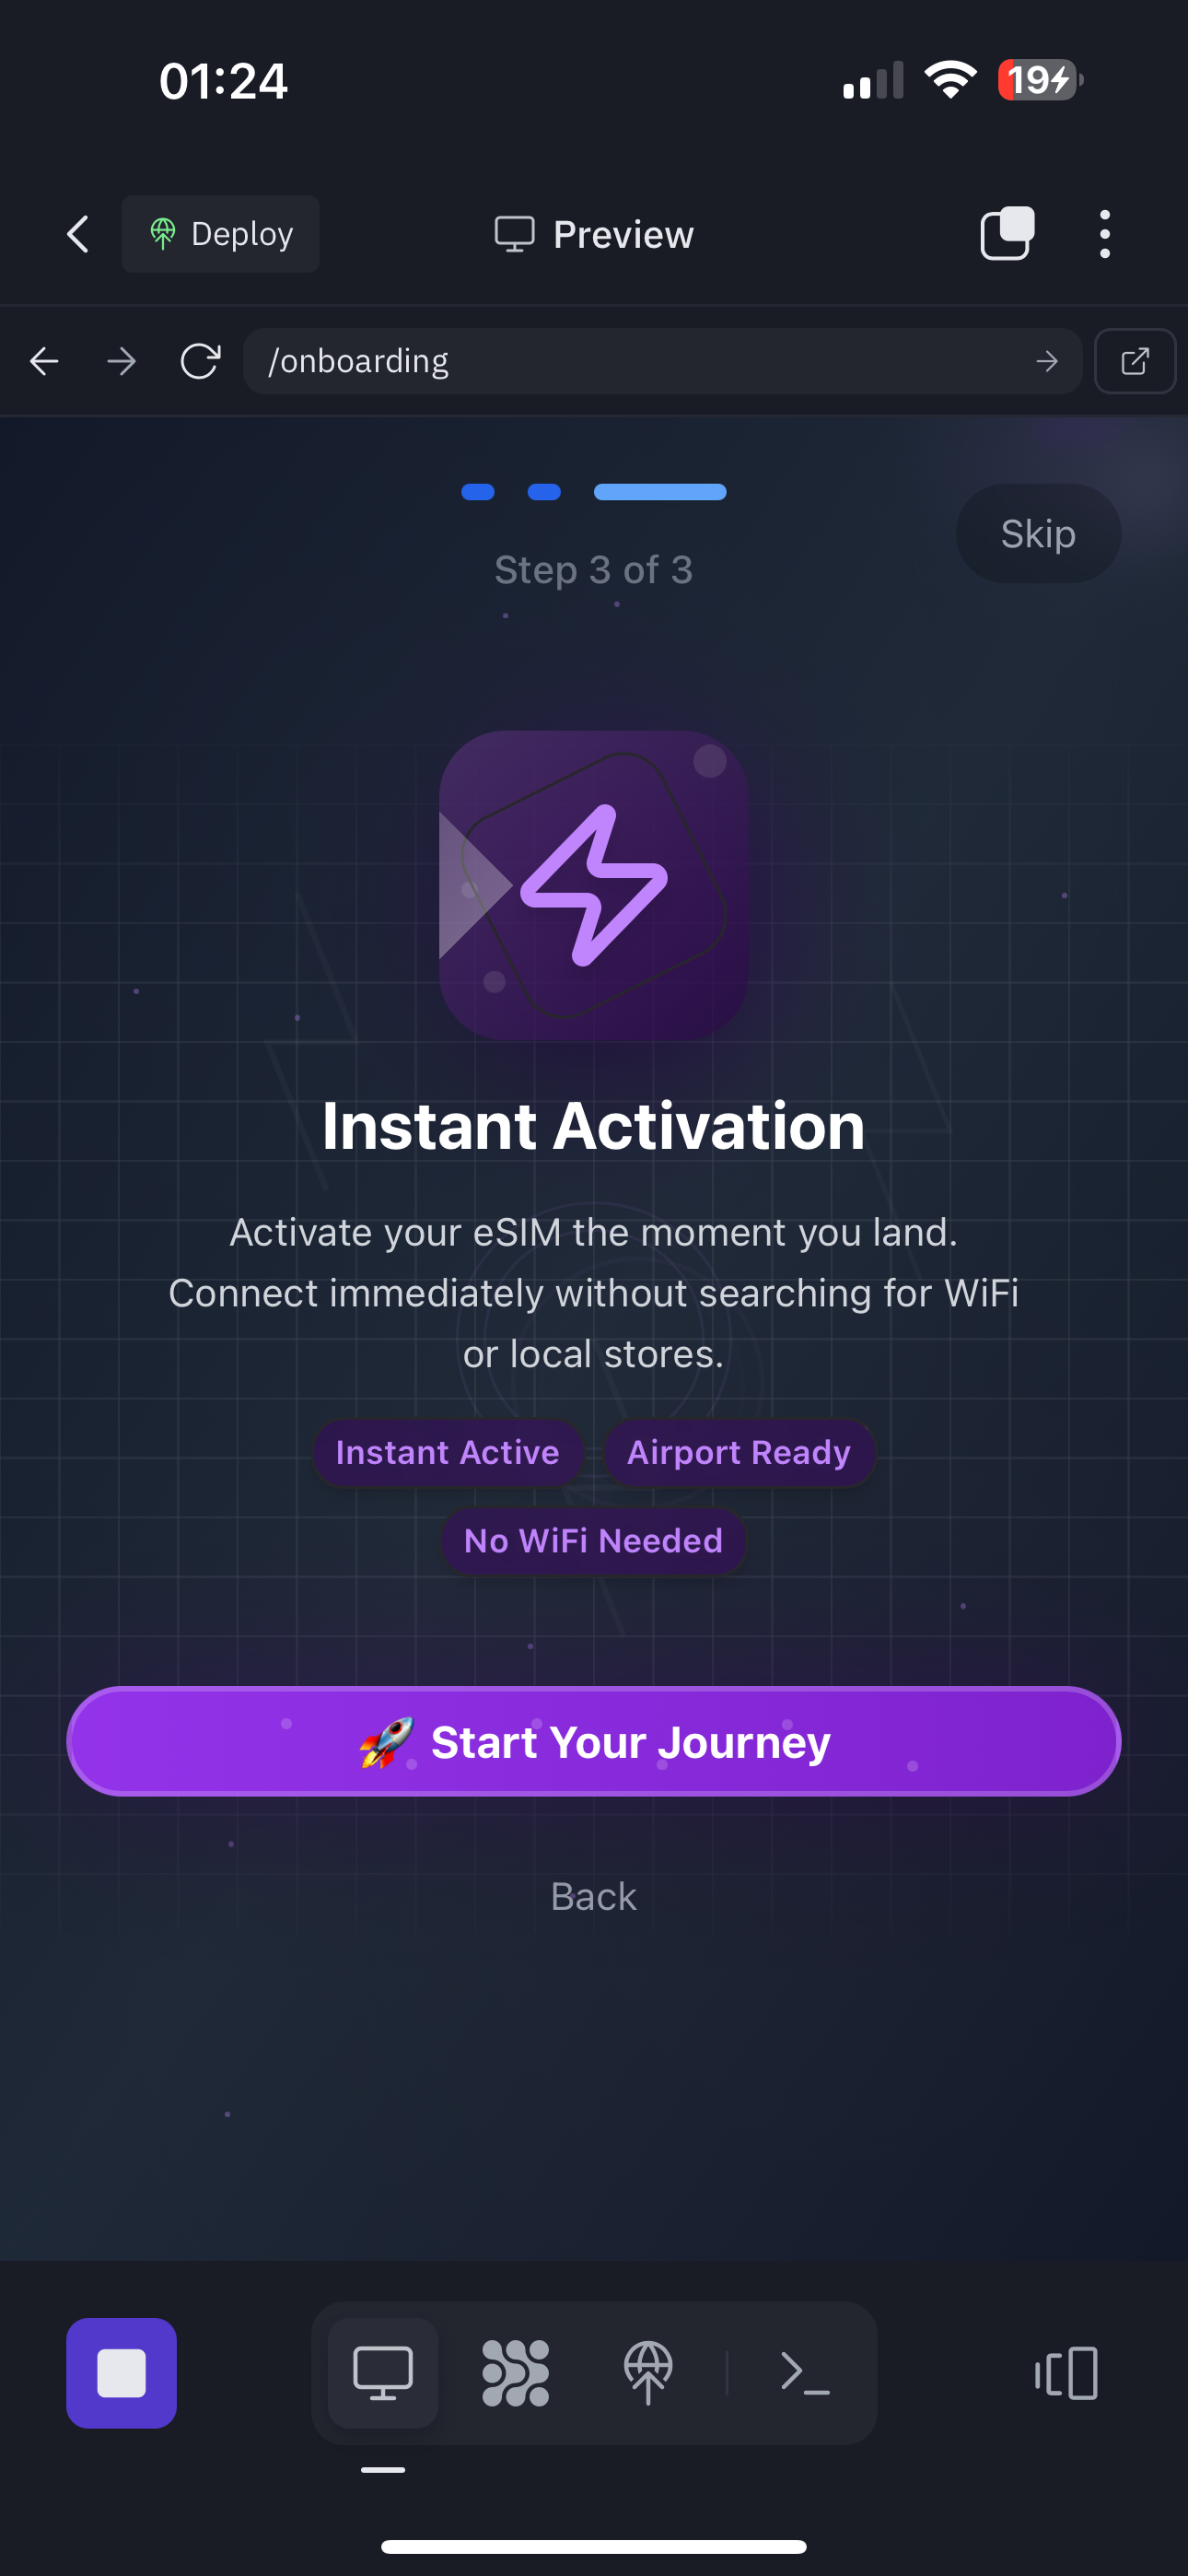 01:24
19
Deploy
Preview
/onboarding
Skip
Step 3 of 3
Instant Activation
Activate your eSIM the moment you land.
Connect immediately without searching for WiFi
or local stores.
Instant Active
Airport Ready
No WiFi Needed
🚀 Start Your Journey
Back